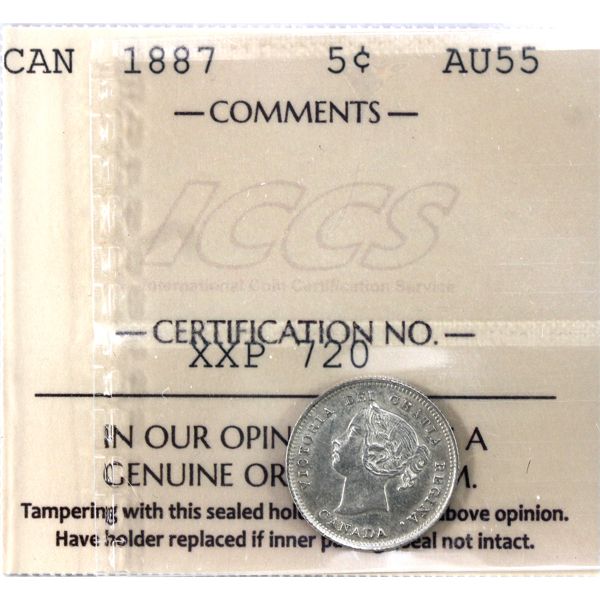 CAN 1887 5¢ AU55
— COMMENTS —
ICCS
International Coin Certification Service
— CERTIFICATION NO. —
XXP 720
IN OUR OPIN A
GENUINE OR M.
Tampering with this sealed hol bove opinion.
Have holder replaced if inner pa seal not intact.
VICTORIA DEI GRATIA REGINA.
CANADA